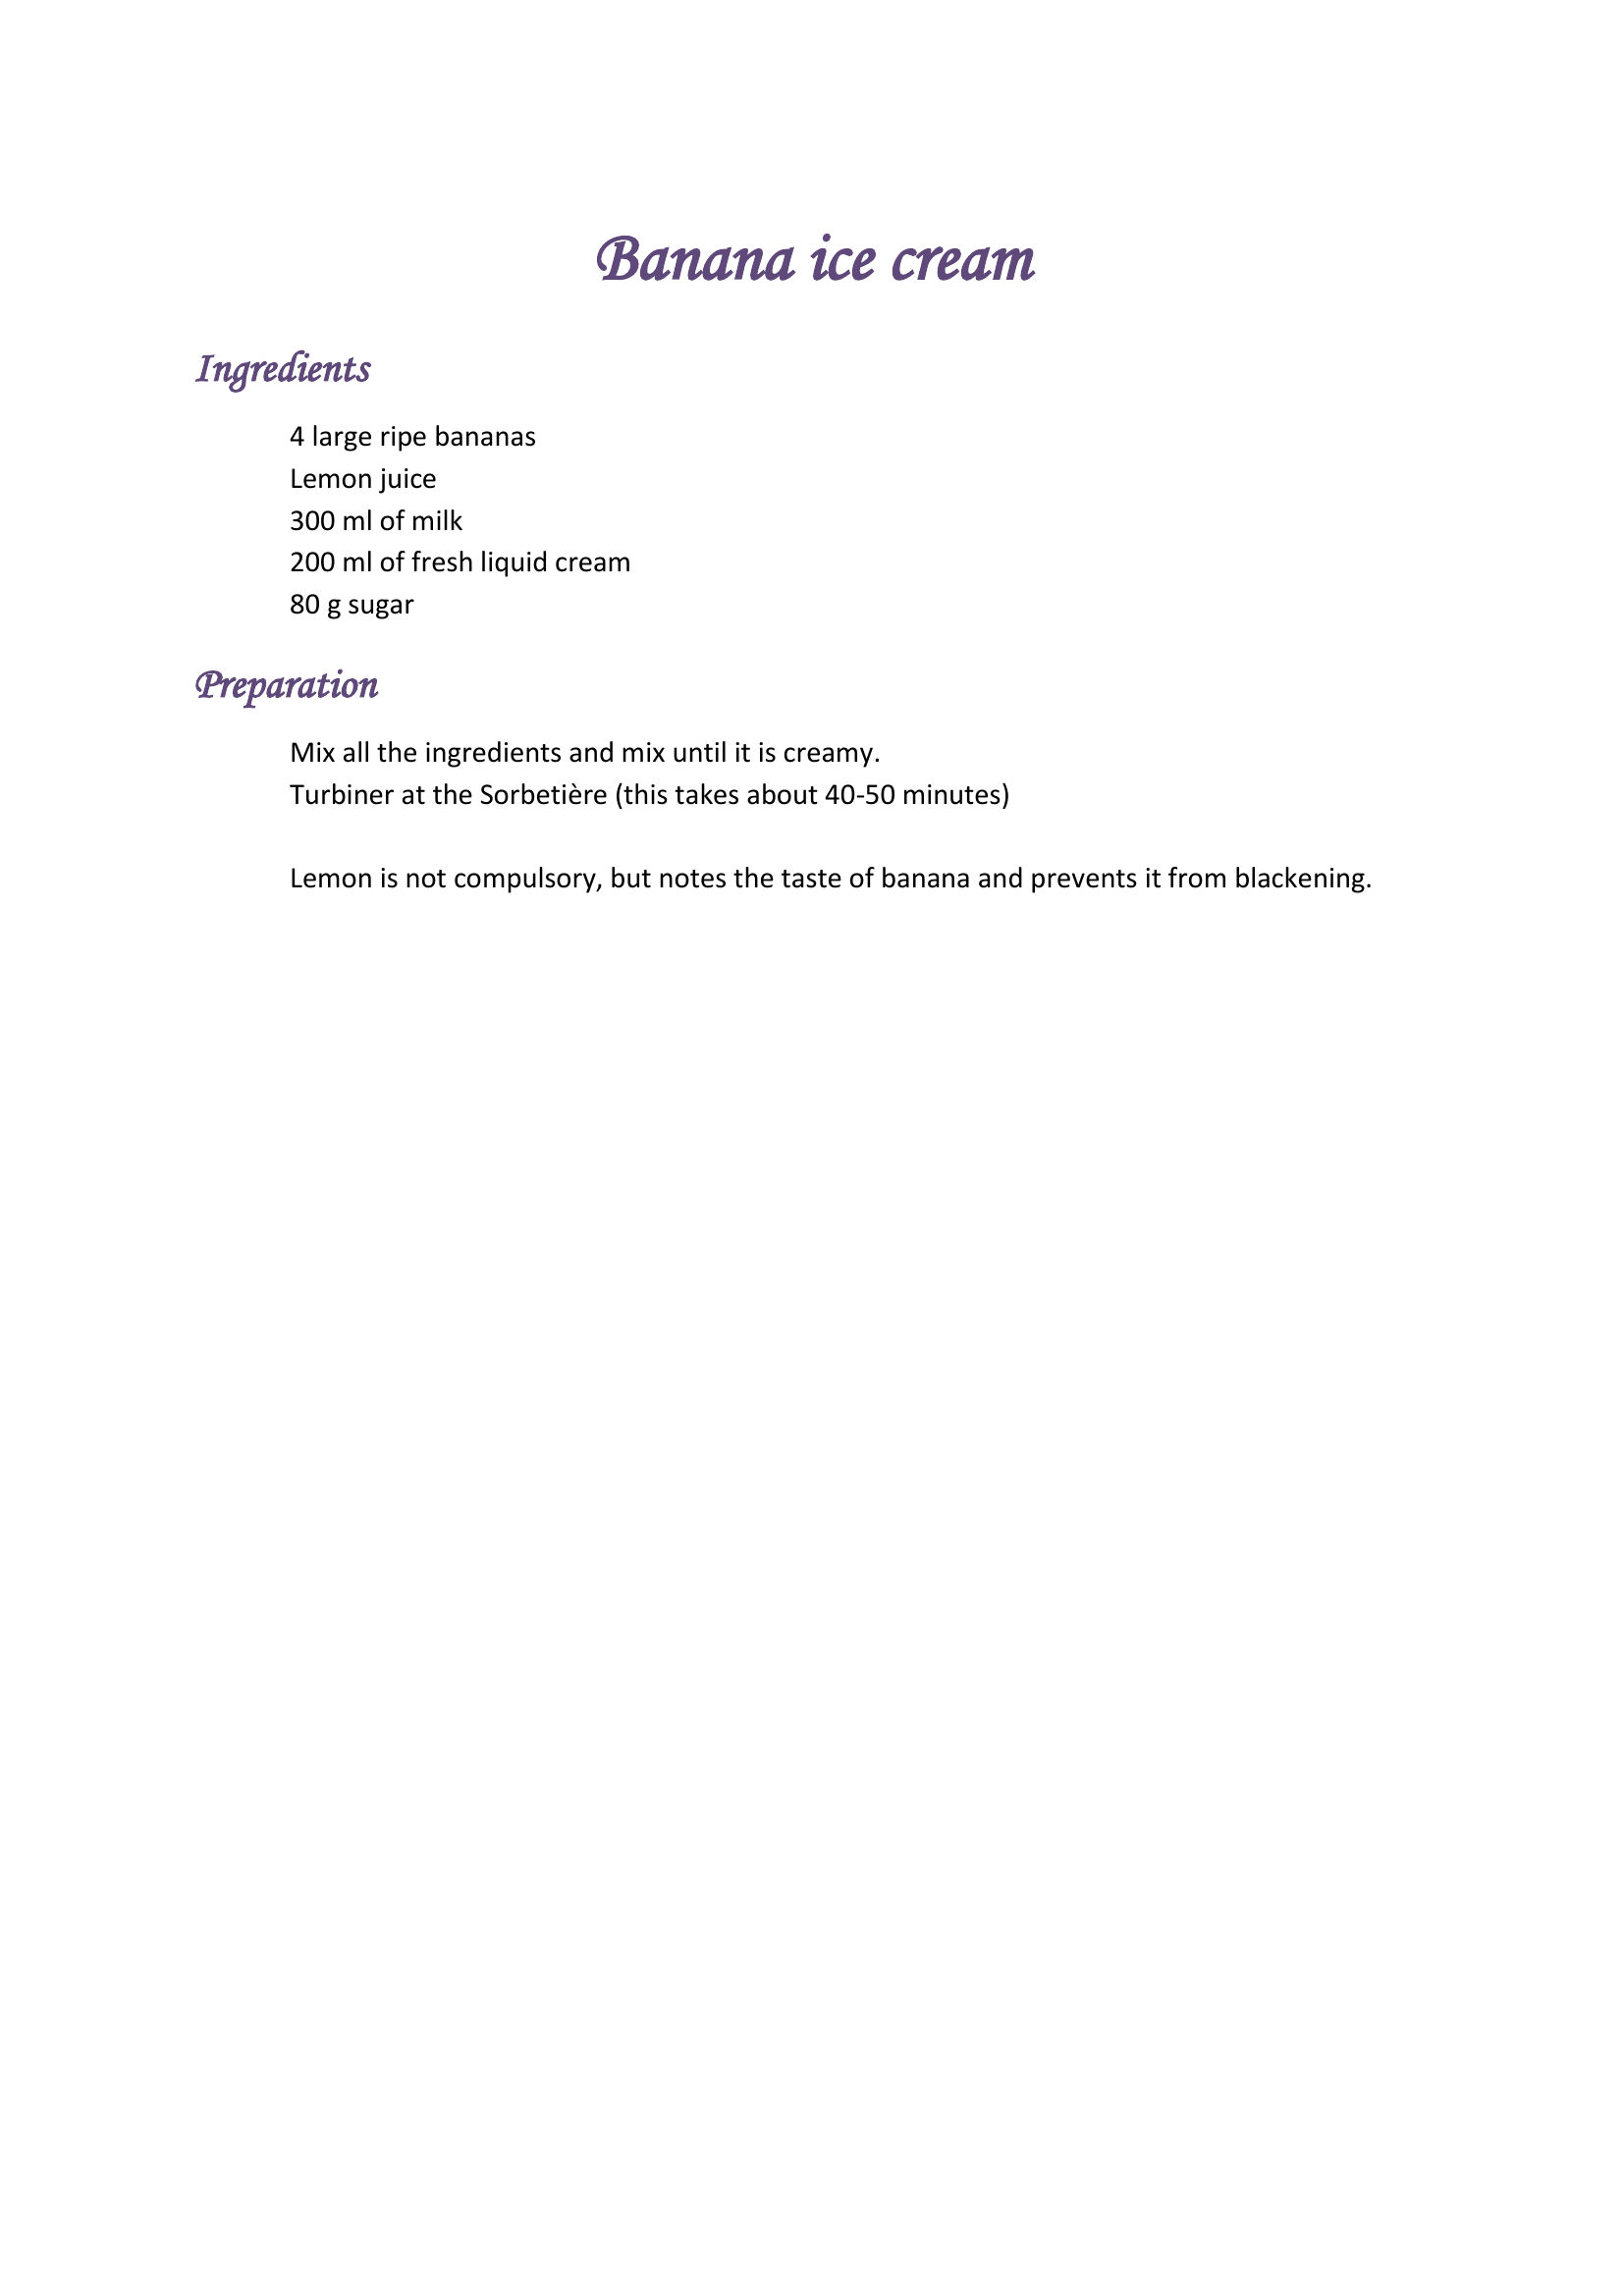 Banana ice cream
Ingredients
4 large ripe bananas
Lemon juice
300 ml of milk
200 ml of fresh liquid cream
80 g sugar
Preparation
Mix all the ingredients and mix until it is creamy.
Turbiner at the Sorbetière (this takes about 40-50 minutes)
Lemon is not compulsory, but notes the taste of banana and prevents it from blackening.